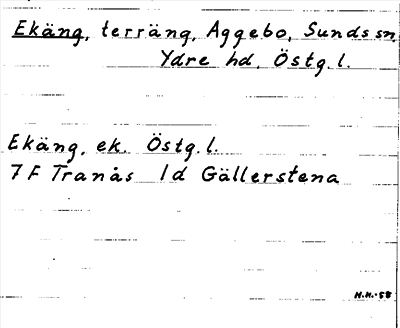 Ekäng, terräng, Aggebo, Sunds sn.
Ydre hd, Östg.l.
Ekäng, ek. Östg.l.
7 F Tranås 1d Gällerstena
H.H.-58